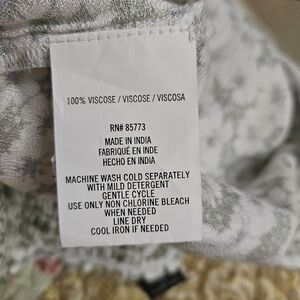 100% VISCOSE / VISCOSE / VISCOSA
RN# 85773
MADE IN INDIA
FABRIQUÉ EN INDE
HECHO EN INDIA
MACHINE WASH COLD SEPARATELY
WITH MILD DETERGENT
GENTLE CYCLE
USE ONLY NON CHLORINE BLEACH
WHEN NEEDED
LINE DRY
COOL IRON IF NEEDED